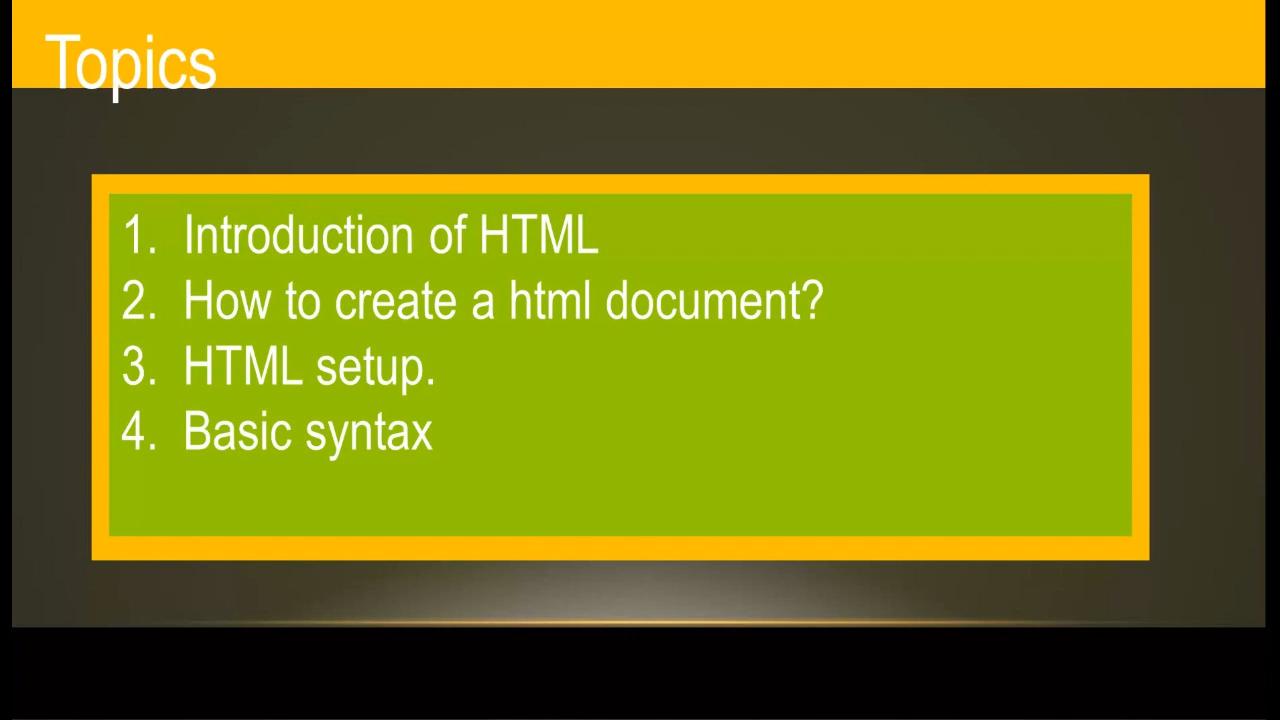 Topics
1. Introduction of HTML
2. How to create a html document?
3. HTML setup.
4. Basic syntax